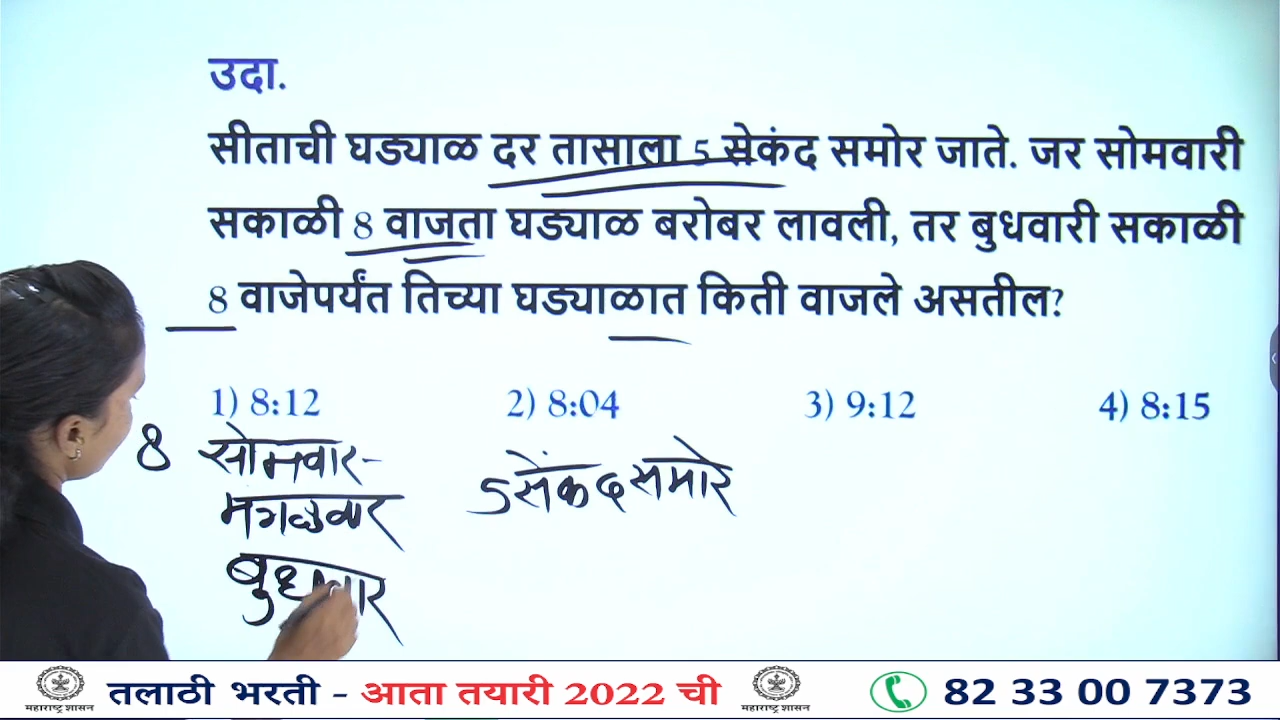 उदा.
सीताची घड्याळ दर तासाला 5 सेकंद समोर जाते. जर सोमवारी
सकाळी 8 वाजता घड्याळ बरोबर लावली, तर बुधवारी सकाळी
8 वाजेपर्यंत तिच्या घड्याळात किती वाजले असतील?
1) 8:12 2) 8:04 3) 9:12 4) 8:15
8 सोमवार- 
मंगळवार 5 सेकंद समोर
बुधवार
महाराष्ट्र शासन तलाठी भरती - आता तयारी 2022 ची महाराष्ट्र शासन 82 33 00 7373